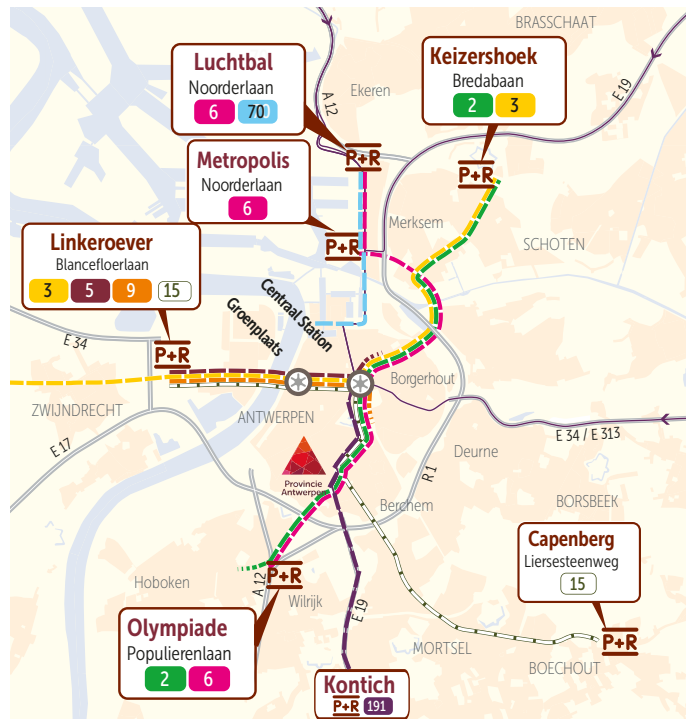 BRASSCHAAT
Luchtbal
Noorderlaan
6 70
A 12
Ekeren
Keizershoek
Bredabaan
2 3
E 19
P+R
Metropolis
Noorderlaan
6
P+R
P+R
Merksem
SCHOTEN
Linkeroever
Blancefloerlaan
3 5 9 15
Centraal Station
Groenplaats
E 34
P+R
Borgerhout
ZWIJNDRECHT
ANTWERPEN
E 17
E 34 / E 313
Deurne
R 1
Provincie
Antwerpen
Berchem
BORSBEEK
Capenberg
Liersesteenweg
15
P+R
A 12
Hoboken
Wilrijk
E 19
Olympiade
Populierenlaan
2 6
MORTSEL
P+R
BOECHOUT
Kontich
P+R 191